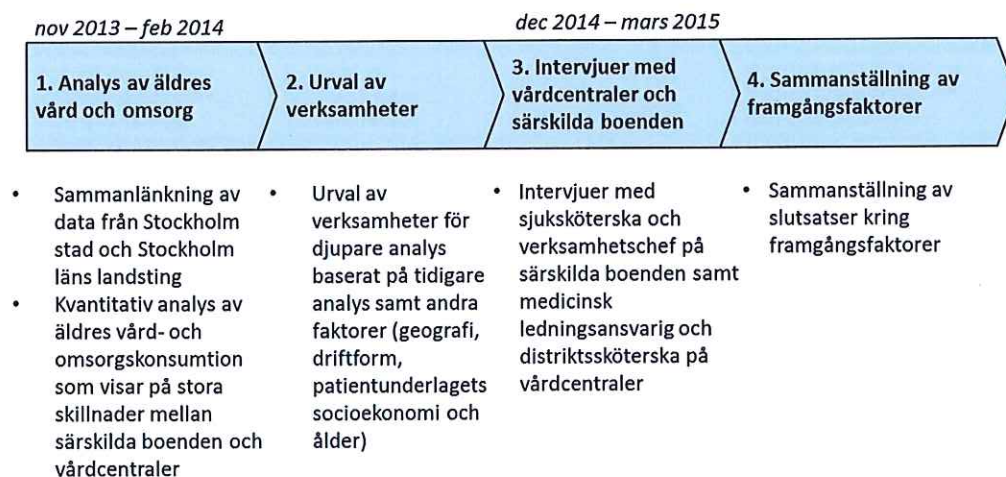 nov 2013 – feb 2014
dec 2014 – mars 2015
1. Analys av äldres
vård och omsorg
2. Urval av
verksamheter
3. Intervjuer med
vårdcentraler och
särskilda boenden
4. Sammanställning av
framgångsfaktorer
• Sammanlänkning av
data från Stockholm
stad och Stockholm
läns landsting
• Kvantitativ analys av
äldres vård- och
omsorgskonsumtion
som visar på stora
skillnader mellan
särskilda boenden och
vårdcentraler
• Urval av
verksamheter för
djupare analys
baserat på tidigare
analys samt andra
faktorer (geografi,
driftform,
patientunderlagets
socioekonomi och
ålder)
• Intervjuer med
sjuksköterska och
verksamhetschef på
särskilda boenden samt
medicinsk
ledningsansvarig och
distriktssköterska på
vårdcentraler
• Sammanställning av
slutsatser kring
framgångsfaktorer